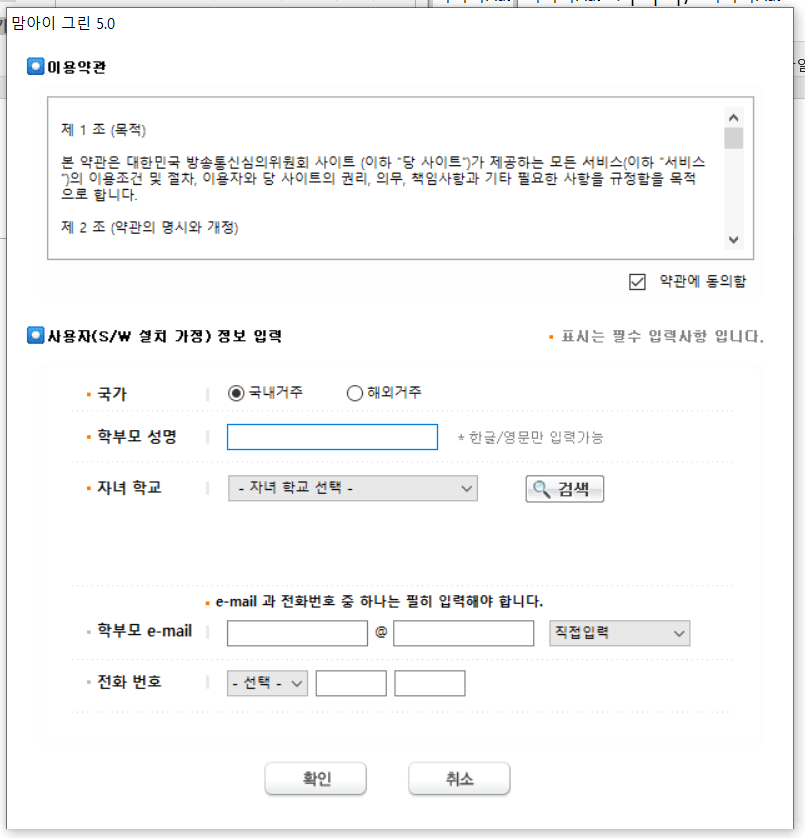 맘아이 그린 5.0
이용약관
제 1 조 (목적)
본 약관은 대한민국 방송통신심의위원회 사이트 (이하 "당 사이트")가 제공하는 모든 서비스(이하 "서비스
")의 이용조건 및 절차, 이용자와 당 사이트의 권리, 의무, 책임사항과 기타 필요한 사항을 규정함을 목적
으로 합니다.
제 2 조 (약관의 명시와 개정)
약관에 동의함
사용자(S/W 설치 가정) 정보 입력
표시는 필수 입력사항 입니다.
국가 국내거주 해외거주
학부모 성명 * 한글/영문만 입력가능
자녀 학교 - 자녀 학교 선택 - 검색
e-mail 과 전화번호 중 하나는 필히 입력해야 합니다.
학부모 e-mail @ 직접입력
전화 번호 - 선택 -
확인 취소